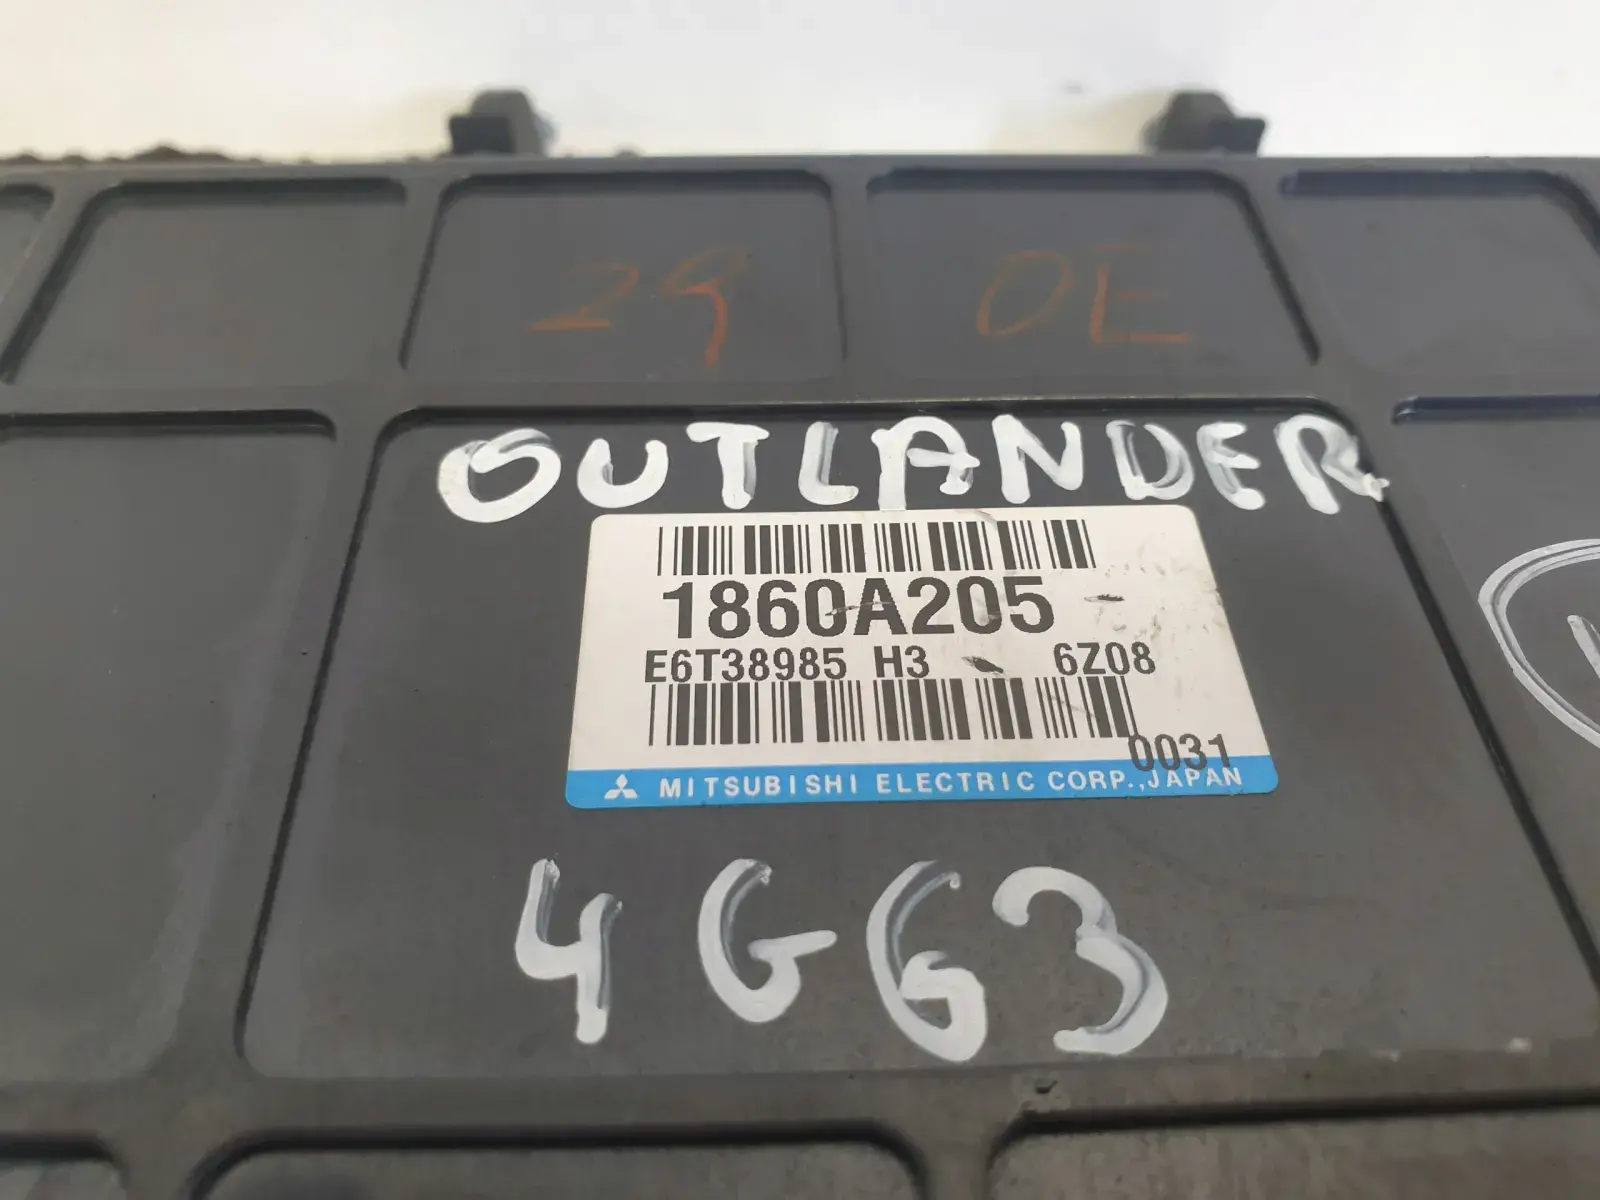 29 OE
OUTLANDER
1860A205
E6T38985 H3 6Z08
0031
MITSUBISHI ELECTRIC CORP.,JAPAN
4G63